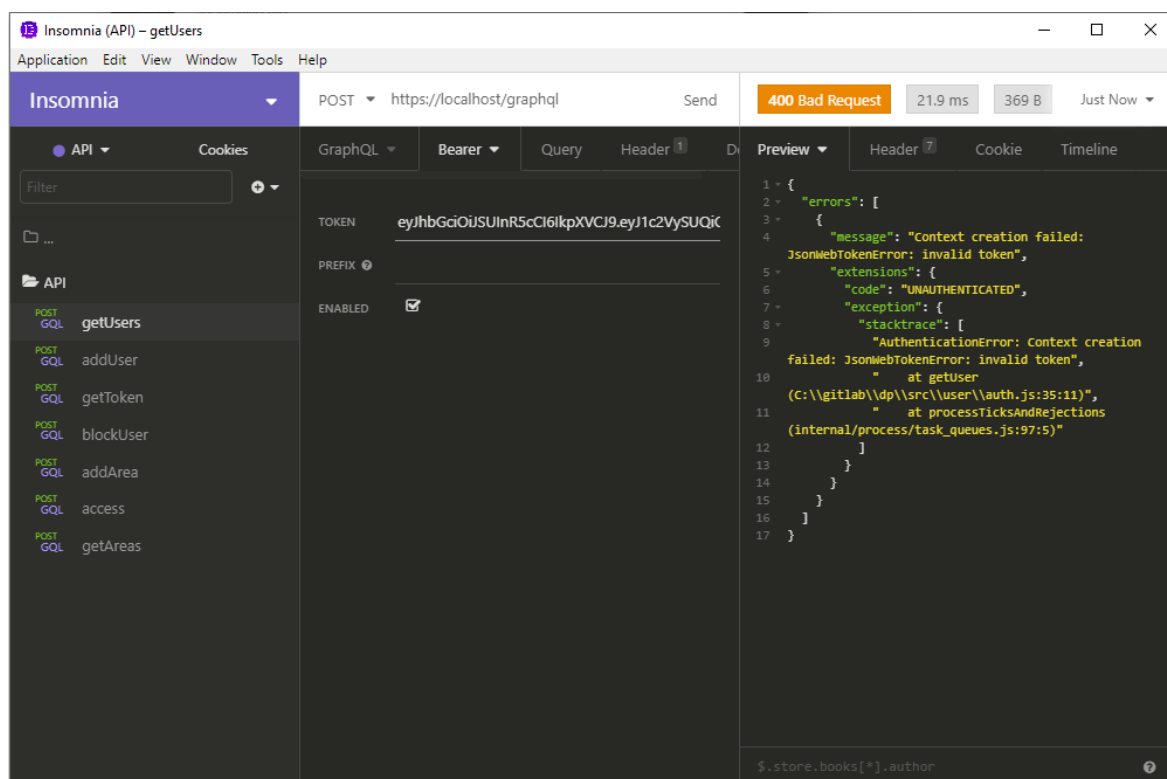 Insomnia (API) – getUsers
Application Edit View Window Tools Help
Insomnia
POST https://localhost/graphql Send
400 Bad Request 21.9 ms 369 B Just Now
API Cookies
GraphQL Bearer Query Header 1
Preview Header 7 Cookie Timeline
Filter
...
API
POST
GQL getUsers
POST
GQL addUser
POST
GQL getToken
POST
GQL blockUser
POST
GQL addArea
POST
GQL access
POST
GQL getAreas
TOKEN eyJhbGciOiJSUInR5cCI6IkpXVCJ9.eyJ1c2VySUQiO
PREFIX
ENABLED
1 {
2 "errors": [
3 {
4 "message": "Context creation failed:
JsonWebTokenError: invalid token",
5 "extensions": {
6 "code": "UNAUTHENTICATED",
7 "exception": {
8 "stacktrace": [
9 "AuthenticationError: Context creation
failed: JsonWebTokenError: invalid token",
10 " at getUser
(C:\\gitlab\\dp\\src\\user\\auth.js:35:11)",
11 " at processTicksAndRejections
(internal/process/task_queues.js:97:5)"
12 ]
13 }
14 }
15 }
16 ]
17 }
$.store.books[*].author